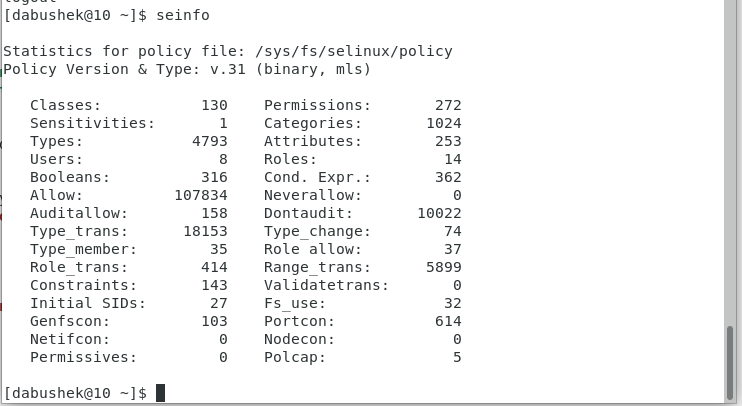 logout
[dabushek@10 ~]$ seinfo
Statistics for policy file: /sys/fs/selinux/policy
Policy Version & Type: v.31 (binary, mls)
Classes: 130 Permissions: 272
Sensitivities: 1 Categories: 1024
Types: 4793 Attributes: 253
Users: 8 Roles: 14
Booleans: 316 Cond. Expr.: 362
Allow: 107834 Neverallow: 0
Auditallow: 158 Dontaudit: 10022
Type_trans: 18153 Type_change: 74
Type_member: 35 Role allow: 37
Role_trans: 414 Range_trans: 5899
Constraints: 143 Validatetrans: 0
Initial SIDs: 27 Fs_use: 32
Genfscon: 103 Portcon: 614
Netifcon: 0 Nodecon: 0
Permissives: 0 Polcap: 5
[dabushek@10 ~]$